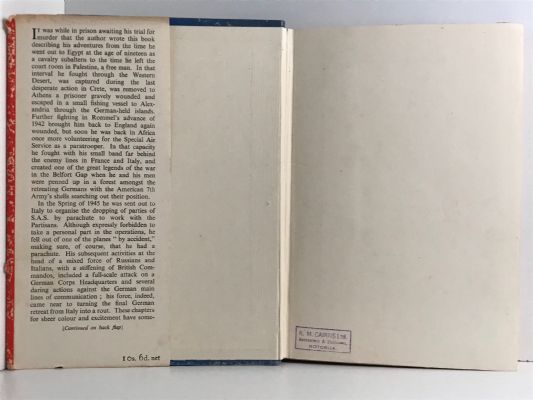 IT was while in prison awaiting his trial for
murder that the author wrote this book
describing his adventures from the time he
went out to Egypt at the age of nineteen as
a cavalry subaltern to the time he left the
court room in Palestine, a free man. In that
interval he fought through the Western
Desert, was captured during the last
desperate action in Crete, was removed to
Athens a prisoner gravely wounded and
escaped in a small fishing vessel to Alex-
andria through the German-held islands.
Further fighting in Rommel's advance of
1942 brought him back to England again
wounded, but soon he was back in Africa
once more volunteering for the Special Air
Service as a paratrooper. In that capacity
he fought with his small band far behind
the enemy lines in France and Italy, and
created one of the great legends of the war
in the Belfort Gap when he and his men
were penned up in a forest amongst the
retreating Germans with the American 7th
Army's shells searching out their position.
In the Spring of 1945 he was sent out to
Italy to organise the dropping of parties of
S.A.S. by parachute to work with the
Partisans. Although expressly forbidden to
take a personal part in the operations, he
fell out of one of the planes " by accident,"
making sure, of course, that he had a
parachute. His subsequent activities at the
head of a mixed force of Russians and
Italians, with a stiffening of British Com-
mandos, included a full-scale attack on a
German Corps Headquarters and several
daring actions against the German main
lines of communication ; his force, indeed,
came near to turning the final German
retreat from Italy into a rout. These chapters
for sheer colour and excitement have some-
(Continued on back flap)
10s. 6d. net
R. M. CAIRNS Ltd.